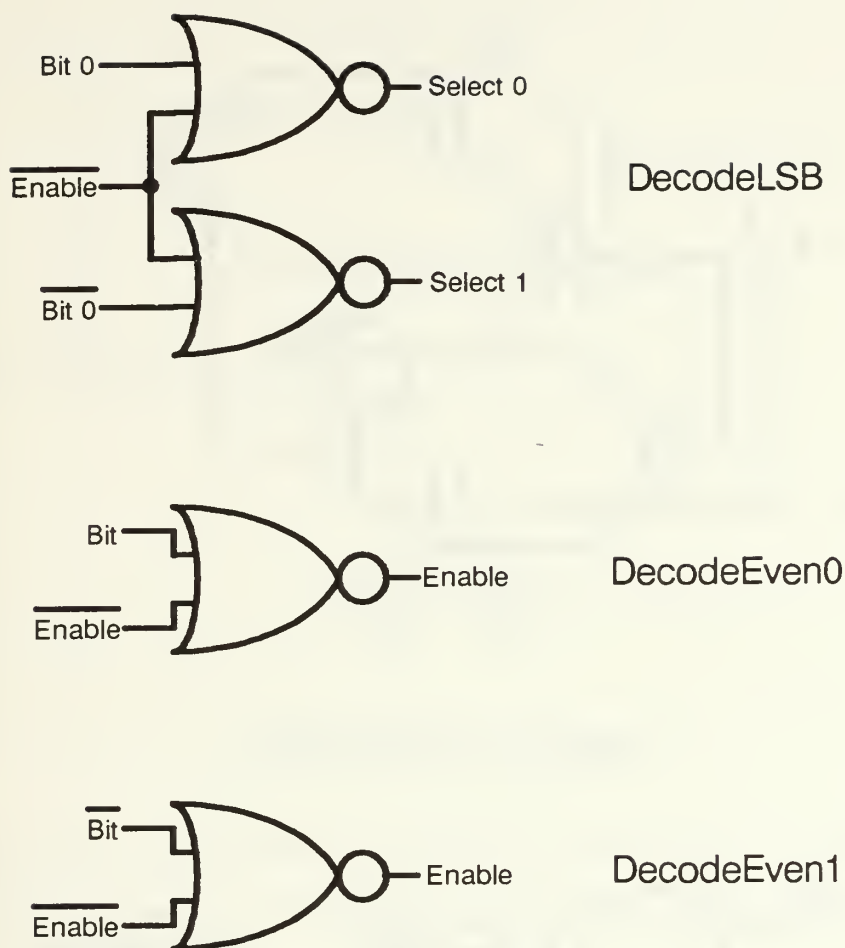 Bit 0
Select 0
Enable
DecodeLSB
Bit 0
Select 1
Bit
Enable
DecodeEven0
Enable
Bit
Enable
DecodeEven1
Enable